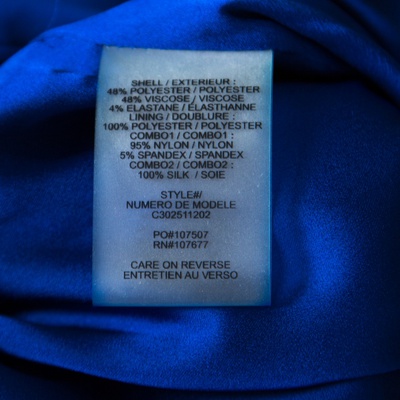 SHELL / EXTERIEUR :
48% POLYESTER / POLYESTER
48% VISCOSE / VISCOSE
4% ELASTANE / ÉLASTHANNE
LINING / DOUBLURE :
100% POLYESTER / POLYESTER
COMBO1 / COMBO1 :
95% NYLON / NYLON
5% SPANDEX / SPANDEX
COMBO2 / COMBO2 :
100% SILK / SOIE
STYLE#/
NUMERO DE MODELE
C302511202
PO#107507
RN#107677
CARE ON REVERSE
ENTRETIEN AU VERSO